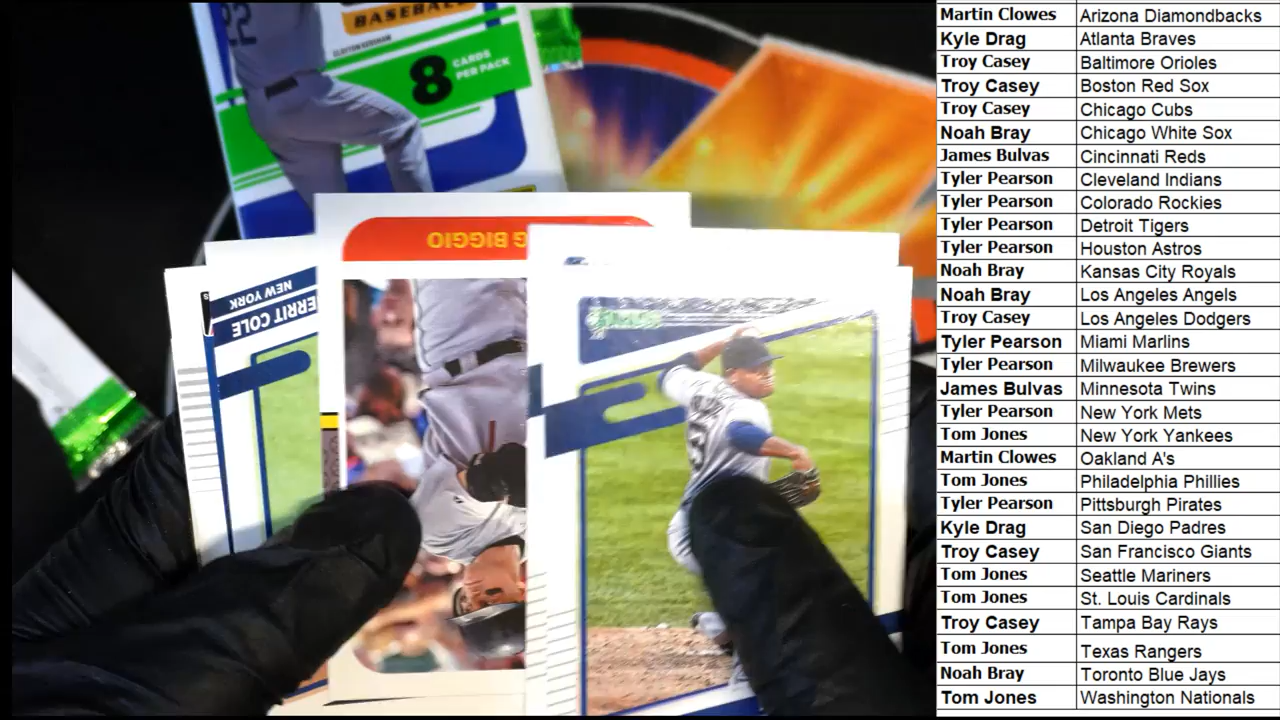 22
BASEBALL
CLAYTON KERSHAW
8
CARDS
PER PACK
G BIGGIO
NEW YORK
ERRIT COLE
Martin Clowes Arizona Diamondbacks
Kyle Drag Atlanta Braves
Troy Casey Baltimore Orioles
Troy Casey Boston Red Sox
Troy Casey Chicago Cubs
Noah Bray Chicago White Sox
James Bulvas Cincinnati Reds
Tyler Pearson Cleveland Indians
Tyler Pearson Colorado Rockies
Tyler Pearson Detroit Tigers
Tyler Pearson Houston Astros
Noah Bray Kansas City Royals
Noah Bray Los Angeles Angels
Troy Casey Los Angeles Dodgers
Tyler Pearson Miami Marlins
Tyler Pearson Milwaukee Brewers
James Bulvas Minnesota Twins
Tyler Pearson New York Mets
Tom Jones New York Yankees
Martin Clowes Oakland A's
Tom Jones Philadelphia Phillies
Tyler Pearson Pittsburgh Pirates
Kyle Drag San Diego Padres
Troy Casey San Francisco Giants
Tom Jones Seattle Mariners
Tom Jones St. Louis Cardinals
Troy Casey Tampa Bay Rays
Tom Jones Texas Rangers
Noah Bray Toronto Blue Jays
Tom Jones Washington Nationals